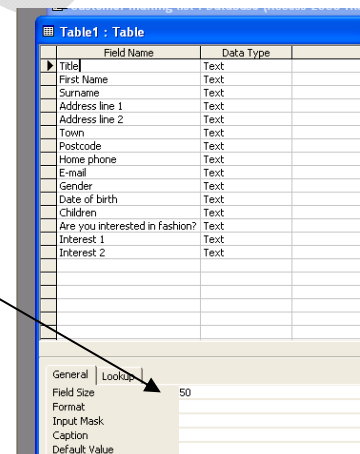 Table1 : Table
Field Name Data Type
Title Text
First Name Text
Surname Text
Address line 1 Text
Address line 2 Text
Town Text
Postcode Text
Home phone Text
E-mail Text
Gender Text
Date of birth Text
Children Text
Are you interested in fashion? Text
Interest 1 Text
Interest 2 Text
General Lookup
Field Size 50
Format
Input Mask
Caption
Default Value